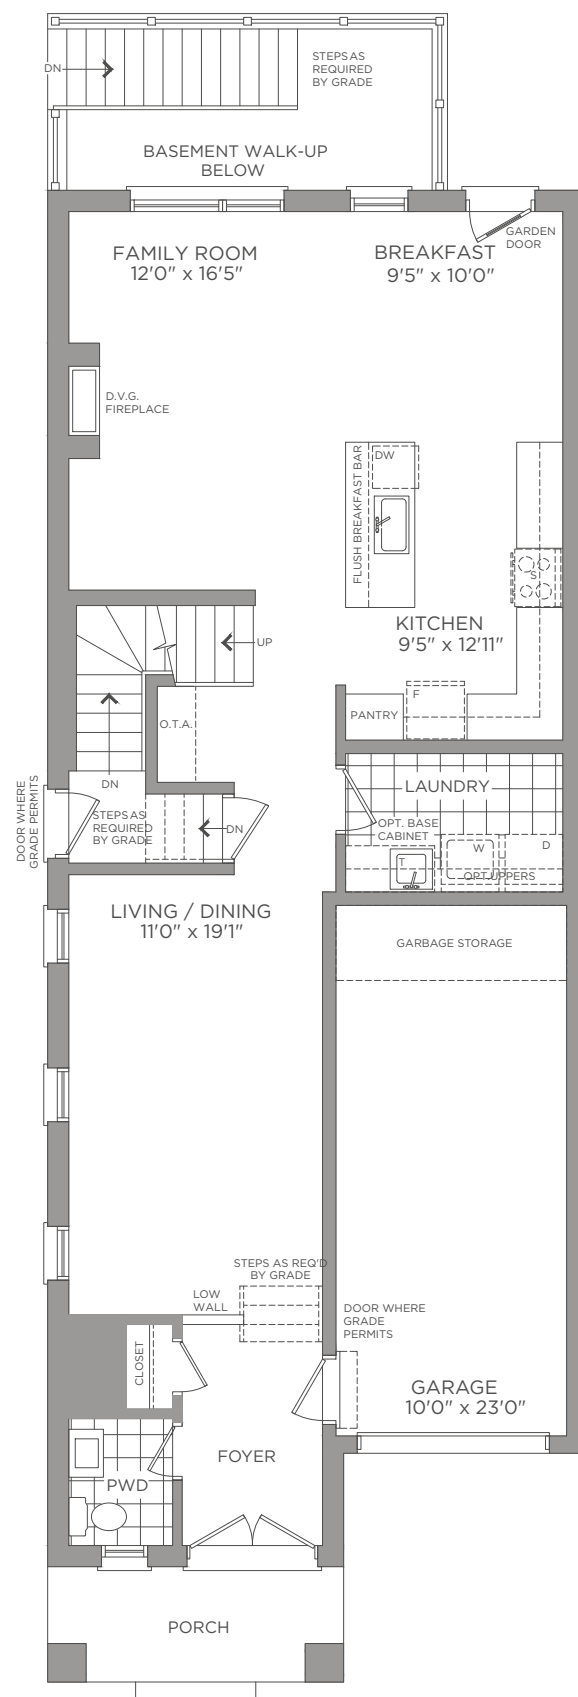 DN
STEPS AS
REQUIRED
BY GRADE
BASEMENT WALK-UP
BELOW
FAMILY ROOM
12'0" x 16'5"
BREAKFAST
9'5" x 10'0"
GARDEN
DOOR
D.V.G.
FIREPLACE
FLUSH BREAKFAST BAR
DW
S
KITCHEN
9'5" x 12'11"
UP
F
PANTRY
O.T.A.
DN
DOOR WHERE
GRADE PERMITS
STEPS AS
REQUIRED
BY GRADE
DN
LAUNDRY
OPT. BASE
CABINET
T
W
D
OPT.UPPERS
LIVING / DINING
11'0" x 19'1"
GARBAGE STORAGE
STEPS AS REQ'D
BY GRADE
LOW
WALL
DOOR WHERE
GRADE
PERMITS
CLOSET
GARAGE
10'0" x 23'0"
FOYER
PWD
PORCH